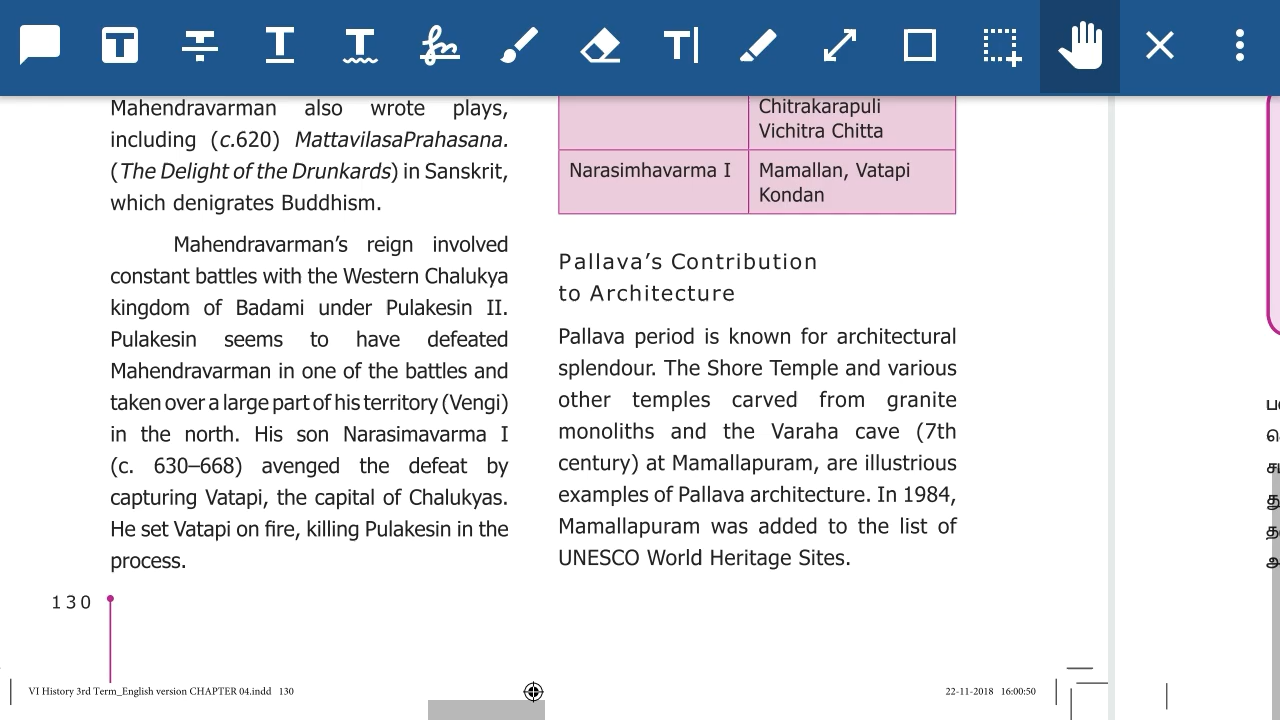 Mahendravarman also wrote plays,
including (c.620) MattavilasaPrahasana.
(The Delight of the Drunkards) in Sanskrit,
which denigrates Buddhism.
Mahendravarman’s reign involved
constant battles with the Western Chalukya
kingdom of Badami under Pulakesin II.
Pulakesin seems to have defeated
Mahendravarman in one of the battles and
taken over a large part of his territory (Vengi)
in the north. His son Narasimavarma I
(c. 630–668) avenged the defeat by
capturing Vatapi, the capital of Chalukyas.
He set Vatapi on fire, killing Pulakesin in the
process.
Chitrakarapuli
Vichitra Chitta
Narasimhavarma I
Mamallan, Vatapi
Kondan
Pallava’s Contribution
to Architecture
Pallava period is known for architectural
splendour. The Shore Temple and various
other temples carved from granite
monoliths and the Varaha cave (7th
century) at Mamallapuram, are illustrious
examples of Pallava architecture. In 1984,
Mamallapuram was added to the list of
UNESCO World Heritage Sites.
130
VI History 3rd Term_English version CHAPTER 04.indd 130
22-11-2018 16:00:50